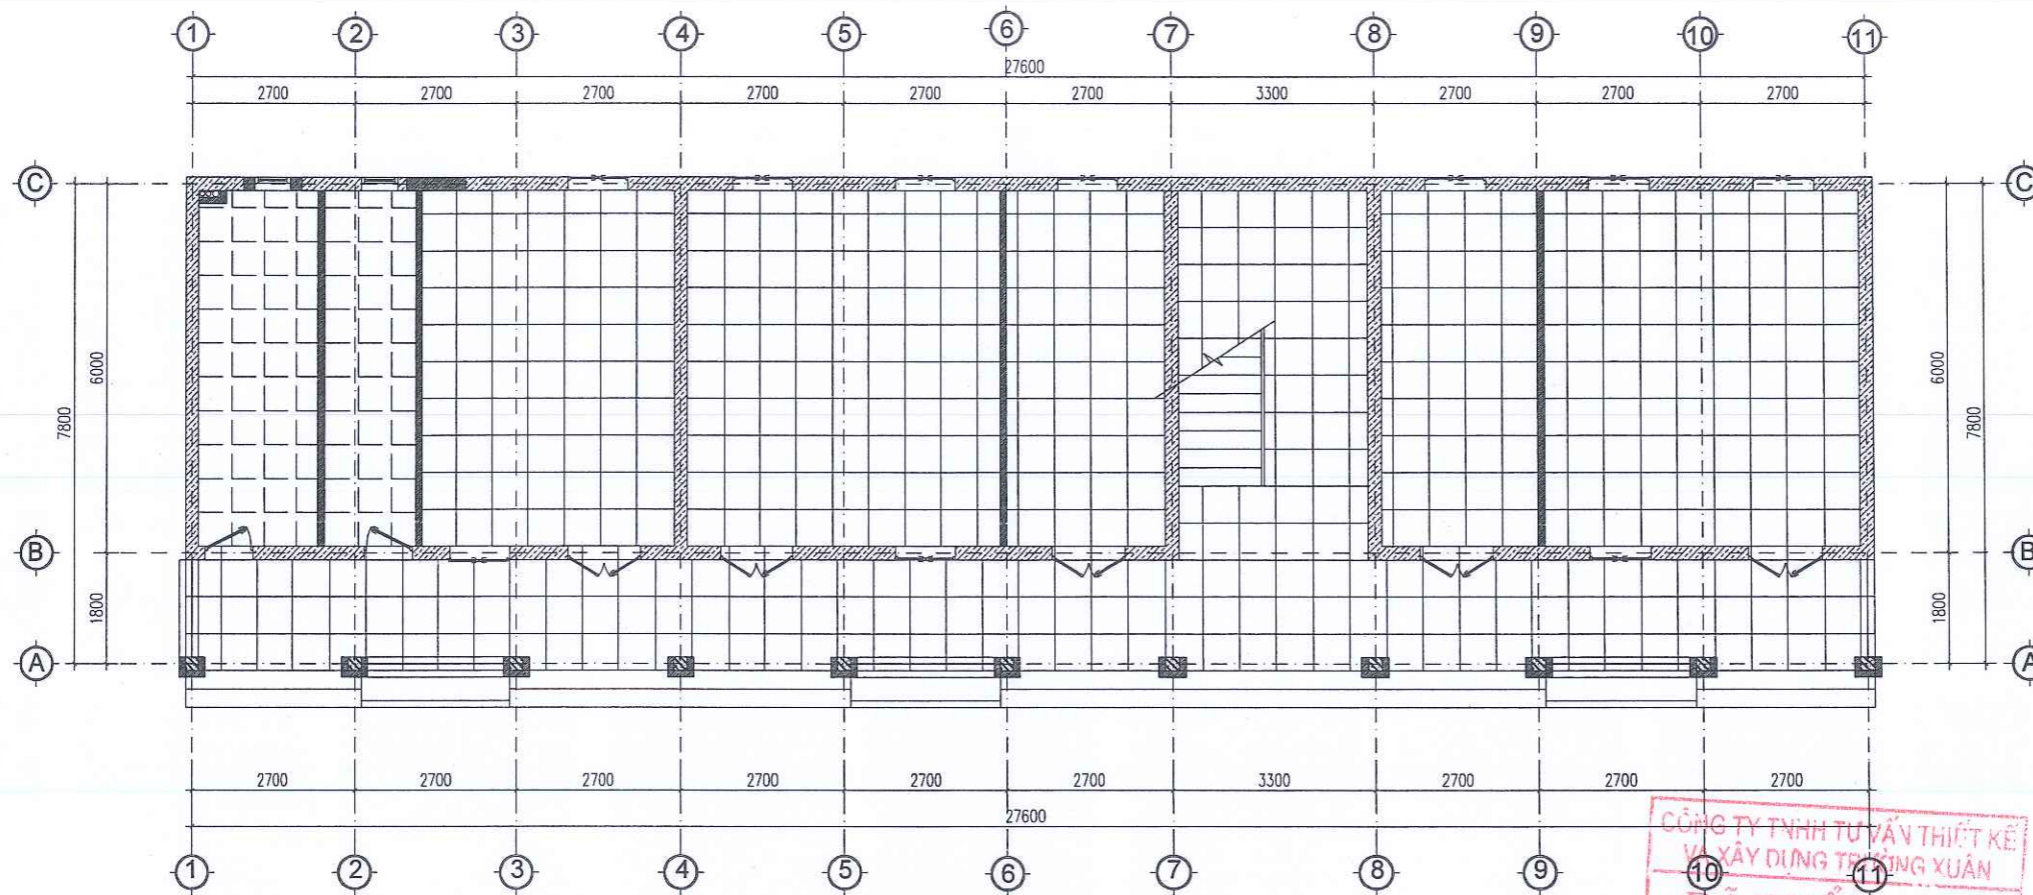 1 2 3 4 5 6 7 8 9 10 11
27600
2700 2700 2700 2700 2700 2700 3300 2700 2700 2700
C C
6000 6000
7800 7800
B B
1800 1800
A A
2700 2700 2700 2700 2700 2700 3300 2700 2700 2700
27600
1 2 3 4 5 6 7 8 9 10 11
CÔNG TY TNHH TƯ VẤN THIẾT KẾ
VÀ XÂY DỰNG TRƯỜNG XUÂN